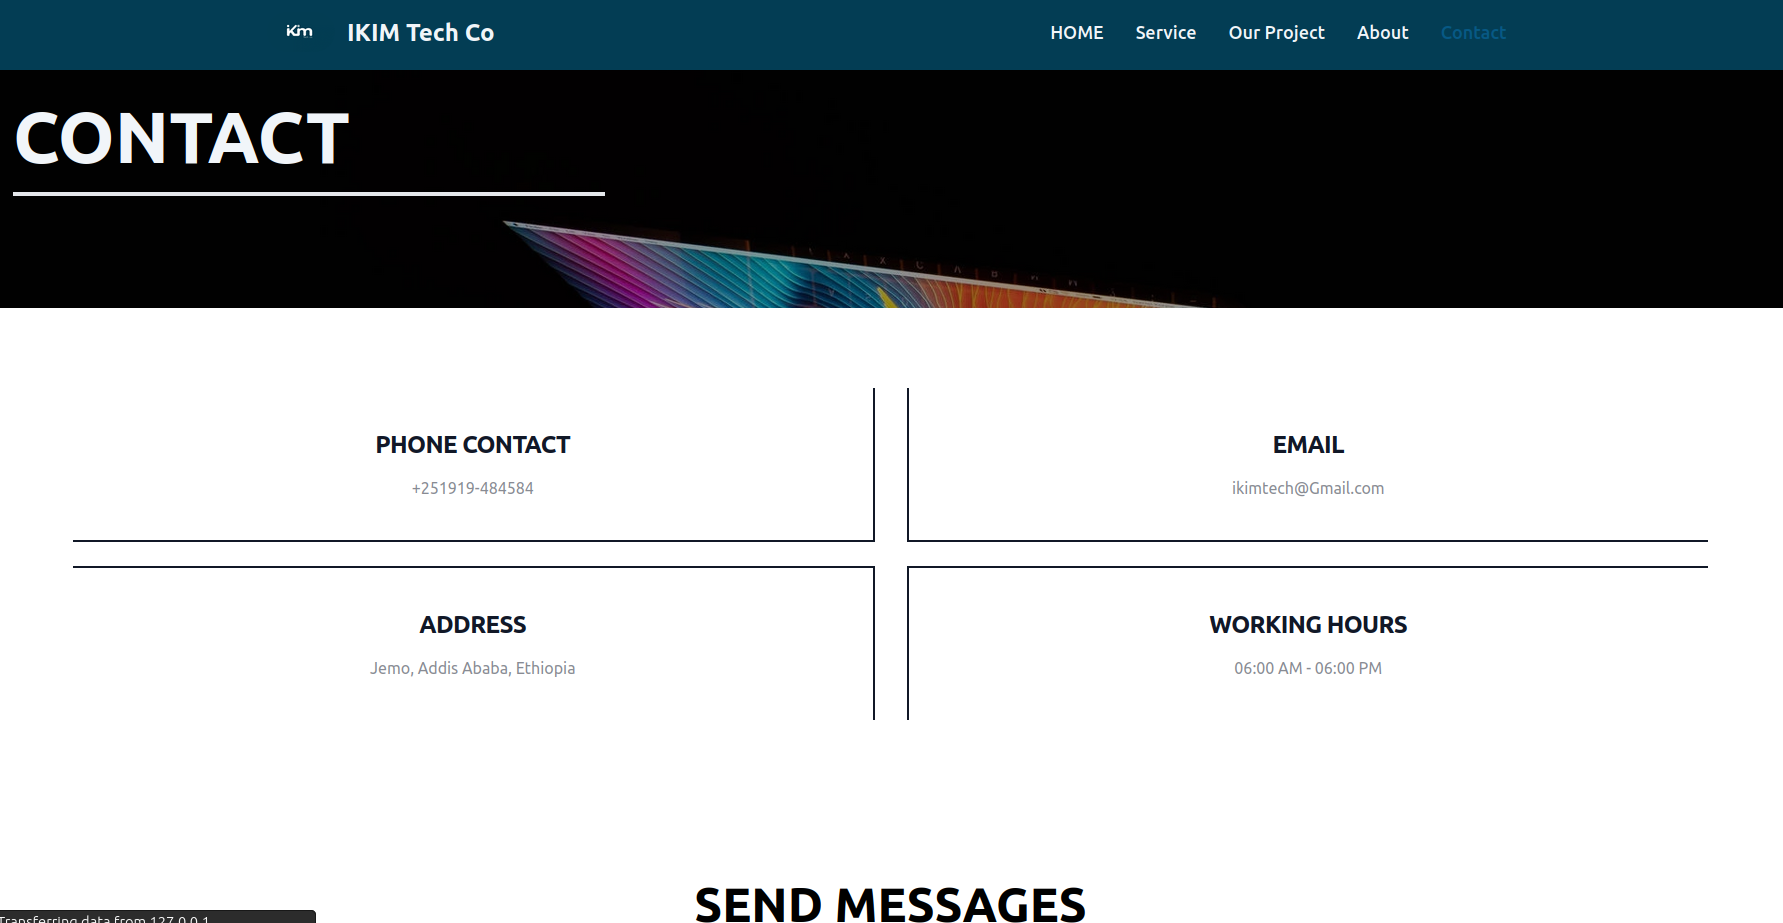 iKim IKIM Tech Co HOME Service Our Project About Contact
CONTACT
PHONE CONTACT
+251919-484584
EMAIL
ikimtech@Gmail.com
ADDRESS
Jemo, Addis Ababa, Ethiopia
WORKING HOURS
06:00 AM - 06:00 PM
SEND MESSAGES
Transferring data from 127.0.0.1